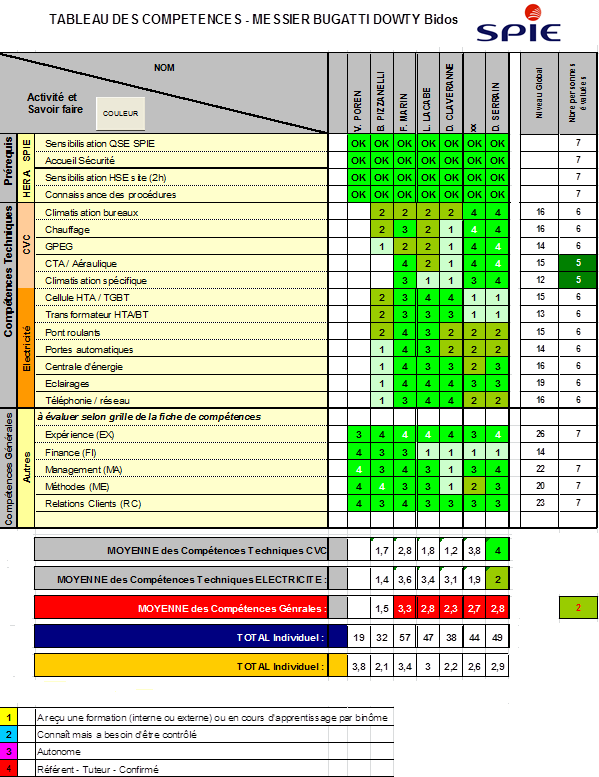 TABLEAU DES COMPETENCES - MESSIER BUGATTI DOWTY Bidos
SPIE
NOM
Activité et
Savoir faire
COULEUR
V. POREN
B. PIZZANELLI
F. MARIN
L. LACABE
D. CLAVERANNE
xx
D. SERRAIN
Niveau Global
Nbre personnes
évaluées
Prérequis
HERA SPIE
Sensibilisation QSE SPIE OK OK OK OK OK OK OK 7
Accueil Sécurité OK OK OK OK OK OK OK 7
Sensibilisation HSE site (2h) OK OK OK OK OK OK OK 7
Connaissance des procédures OK OK OK OK OK OK OK 7
Compétences Techniques
CVC
Climatisation bureaux 2 2 2 2 4 4 16 6
Chauffage 2 3 2 1 4 4 16 6
GPEG 1 2 2 1 4 4 14 6
CTA / Aéraulique 4 2 1 4 4 15 5
Climatisation spécifique 3 1 1 3 4 12 5
Electricité
Cellule HTA / TGBT 2 3 4 4 1 1 15 6
Transformateur HTA/BT 2 3 3 3 1 1 13 6
Pont roulants 2 4 4 2 2 2 15 6
Portes automatiques 1 4 3 2 2 2 14 6
Centrale d'énergie 1 4 3 3 2 3 16 6
Eclairages 1 4 4 4 3 3 19 6
Téléphonie / réseau 1 3 4 4 2 2 16 6
Compétences Générales
Autres
à évaluer selon grille de la fiche de compétences
Expérience (EX) 3 4 4 4 4 3 4 26 7
Finance (FI) 4 3 3 1 1 1 1 14
Management (MA) 4 3 3 3 1 4 3 22 7
Méthodes (ME) 4 4 3 3 1 2 3 20 7
Relations Clients (RC) 4 3 4 3 3 3 3 23 7
MOYENNE des Compétences Techniques CVC 1,7 2,8 1,8 1,2 3,8 4
MOYENNE des Compétences Techniques ELECTRICITE : 1,4 3,6 3,4 3,1 1,9 2
MOYENNE des Compétences Génrales : 1,5 3,3 2,8 2,3 2,7 2,8 2
TOTAL Individuel : 19 32 57 47 38 44 49
TOTAL Individuel : 3,8 2,1 3,4 3 2,2 2,6 2,9
1 A reçu une formation (interne ou externe) ou en cours d'apprentissage par binôme
2 Connaît mais a besoin d'être contrôlé
3 Autonome
4 Référent - Tuteur - Confirmé